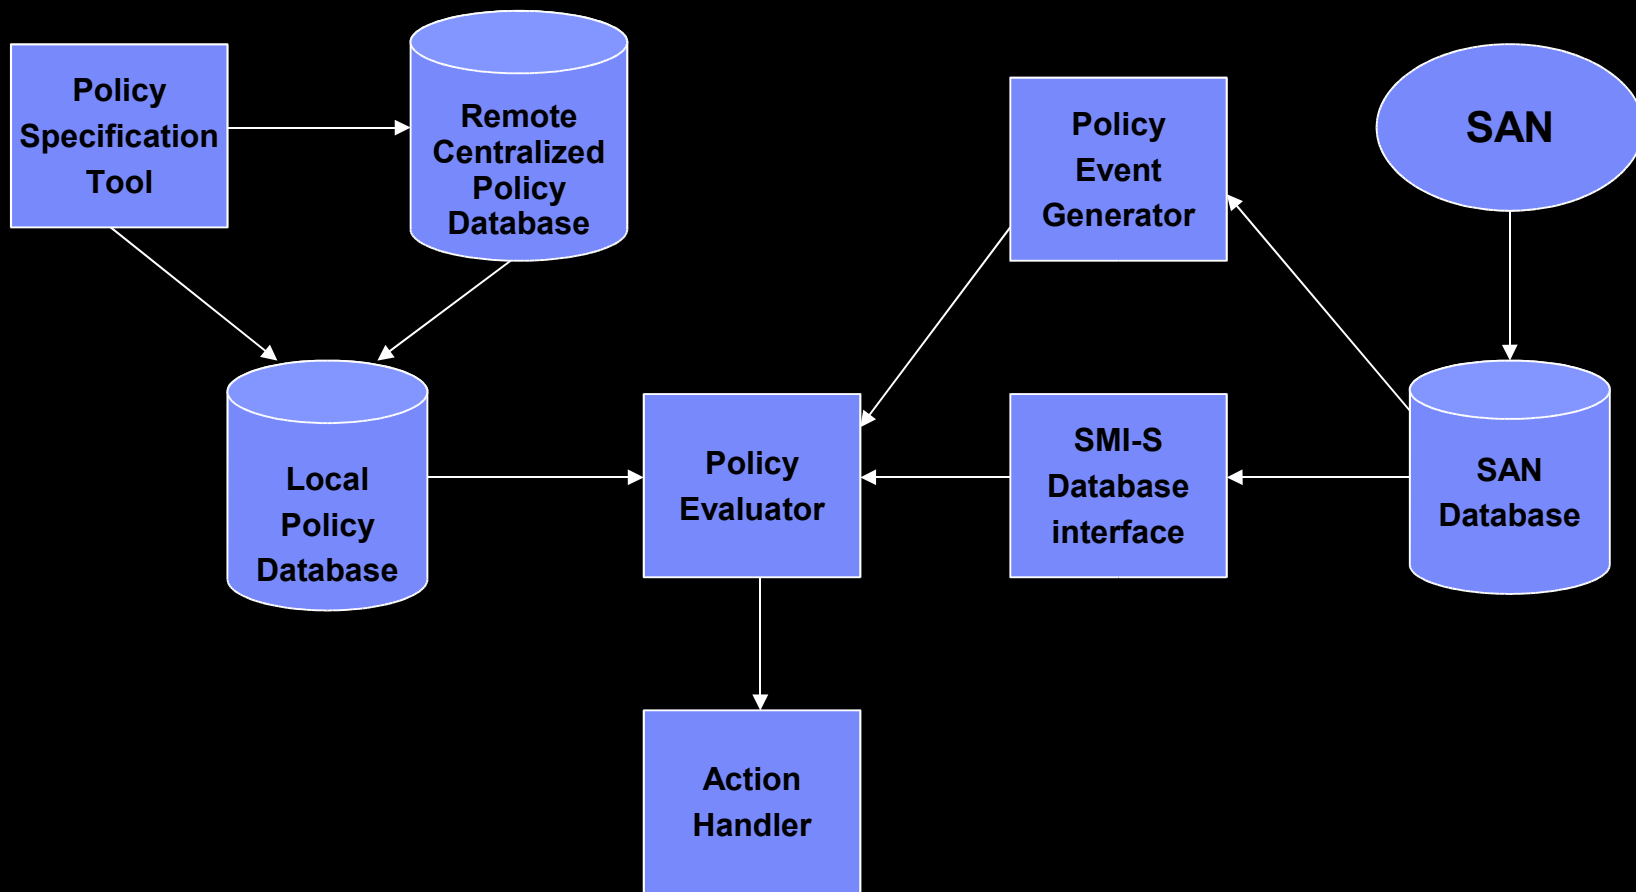 Policy
Specification
Tool
Remote
Centralized
Policy
Database
Policy
Event
Generator
SAN
Local
Policy
Database
Policy
Evaluator
SMI-S
Database
interface
SAN
Database
Action
Handler